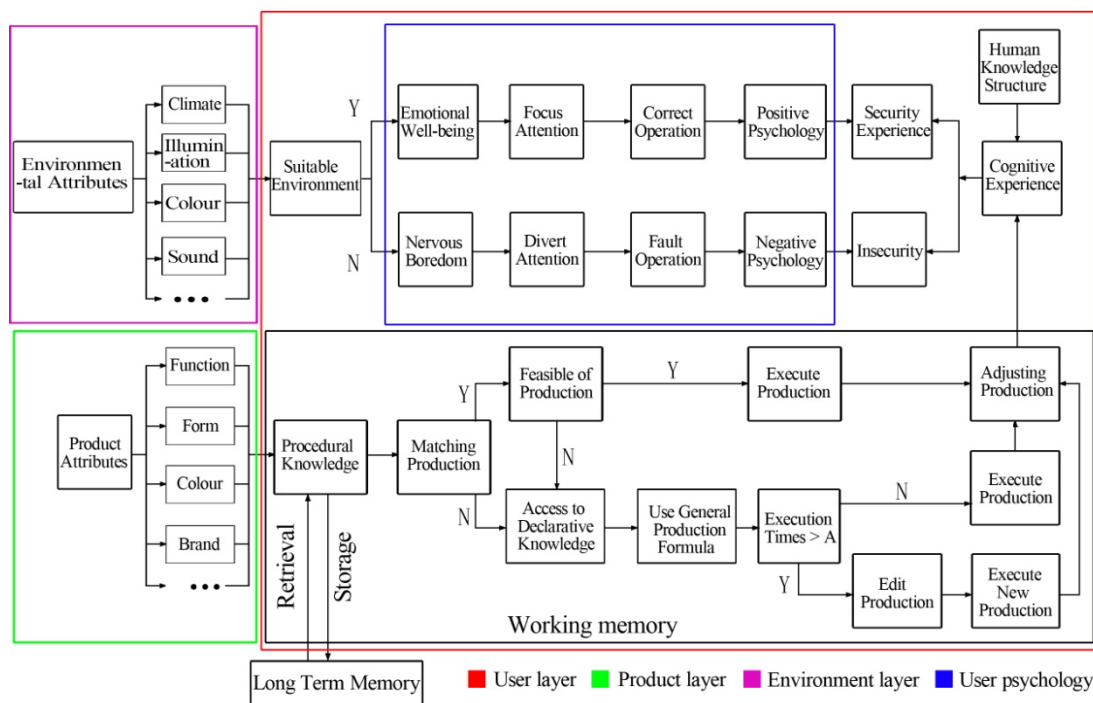 Environmen
-tal Attributes
Climate
Illumin
-ation
Colour
Sound
•••
Suitable
Environment
Y
N
Emotional
Well-being
Focus
Attention
Correct
Operation
Positive
Psychology
Security
Experience
Human
Knowledge
Structure
Cognitive
Experience
Nervous
Boredom
Divert
Attention
Fault
Operation
Negative
Psychology
Insecurity
Product
Attributes
Function
Form
Colour
Brand
•••
Procedural
Knowledge
Retrieval
Storage
Matching
Production
Y
N
Feasible of
Production
Y
N
Execute
Production
Adjusting
Production
Access to
Declarative
Knowledge
Use General
Production
Formula
Execution
Times > A
N
Y
Execute
Production
Edit
Production
Execute
New
Production
Working memory
Long Term Memory
User layer
Product layer
Environment layer
User psychology